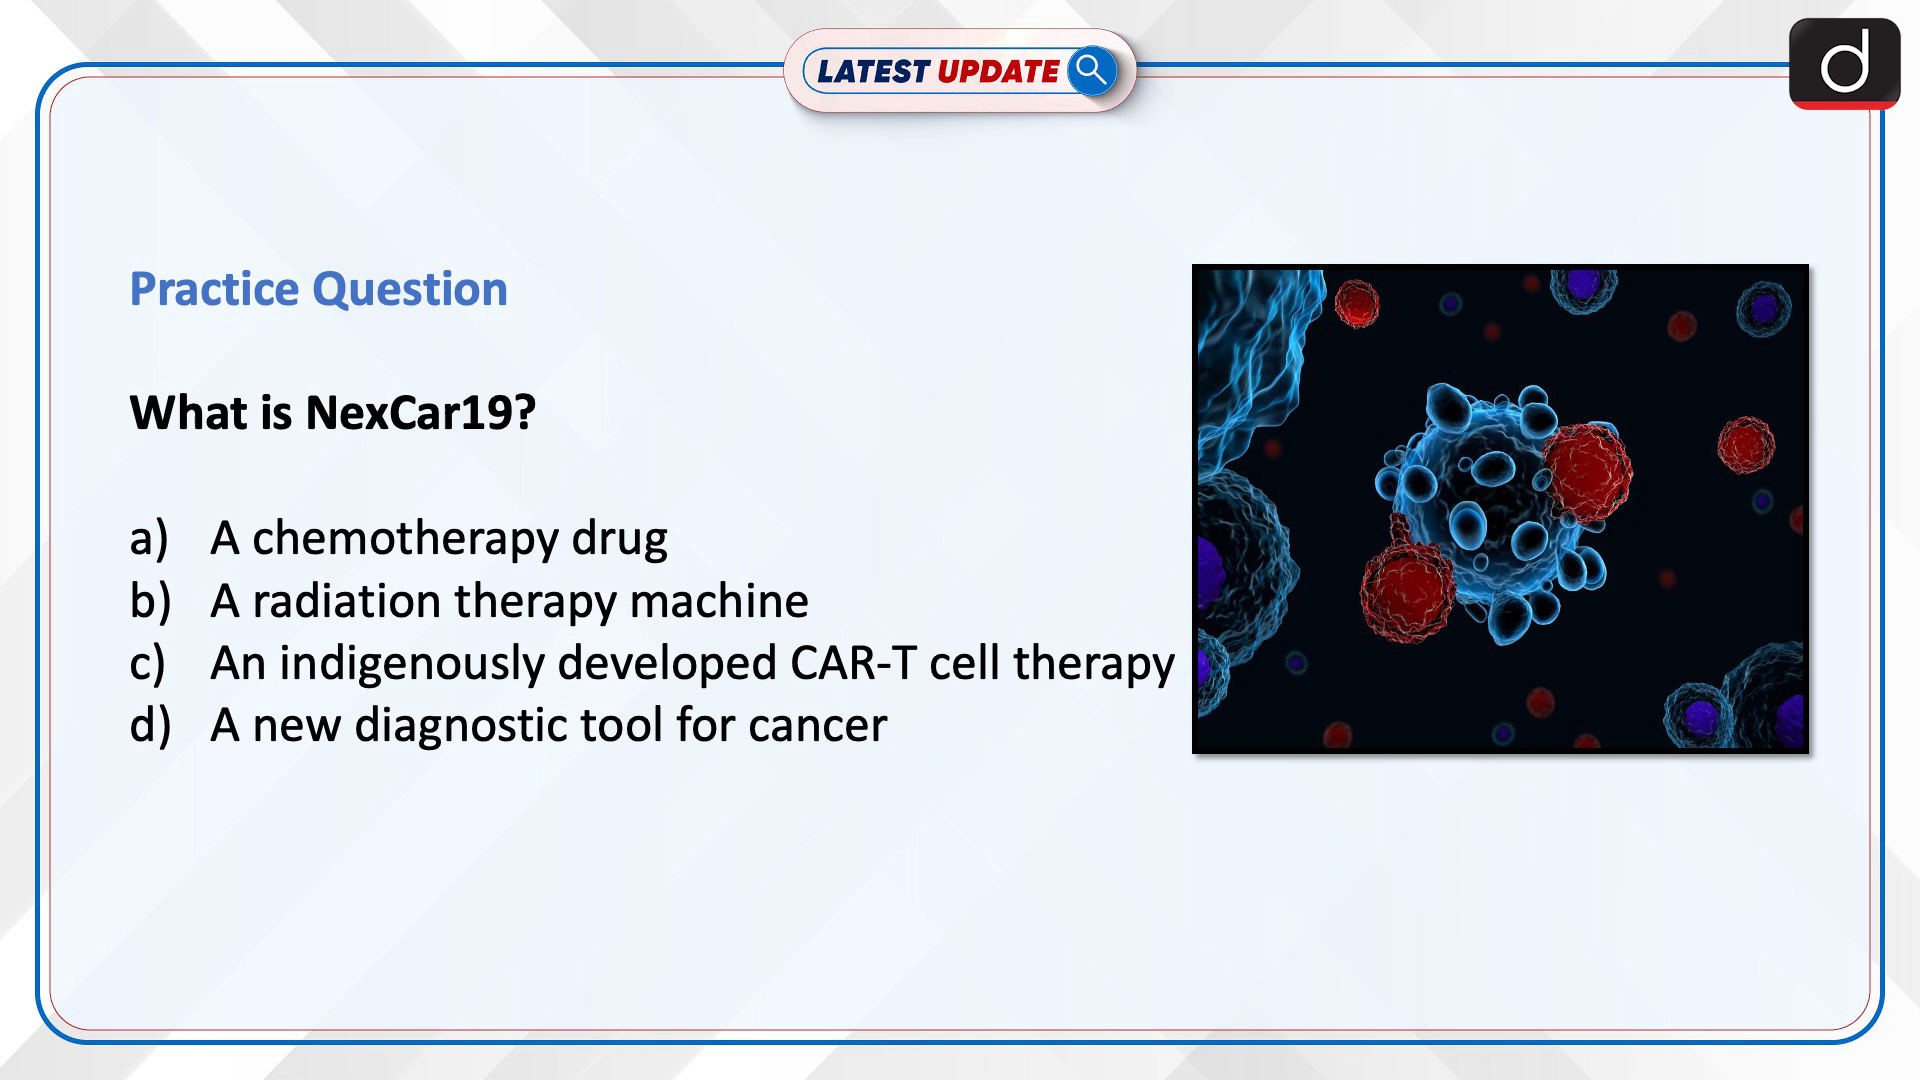 LATEST UPDATE
d
Practice Question
What is NexCar19?
a) A chemotherapy drug
b) A radiation therapy machine
c) An indigenously developed CAR-T cell therapy
d) A new diagnostic tool for cancer